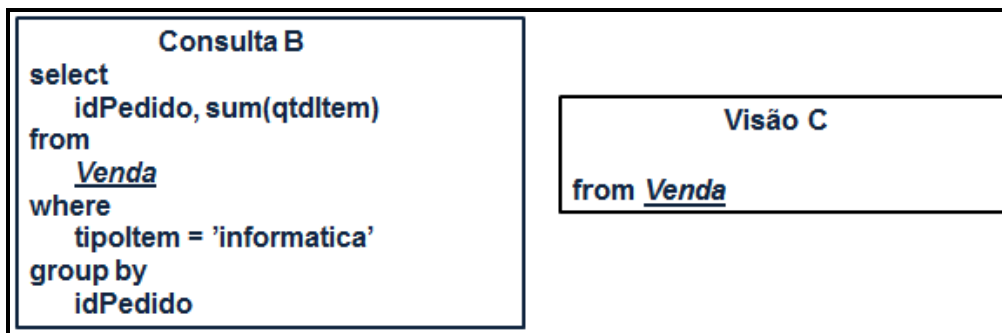 Consulta B
select
idPedido, sum(qtdItem)
from
Venda
where
tipoItem = ’informatica’
group by
idPedido
Visão C
from Venda